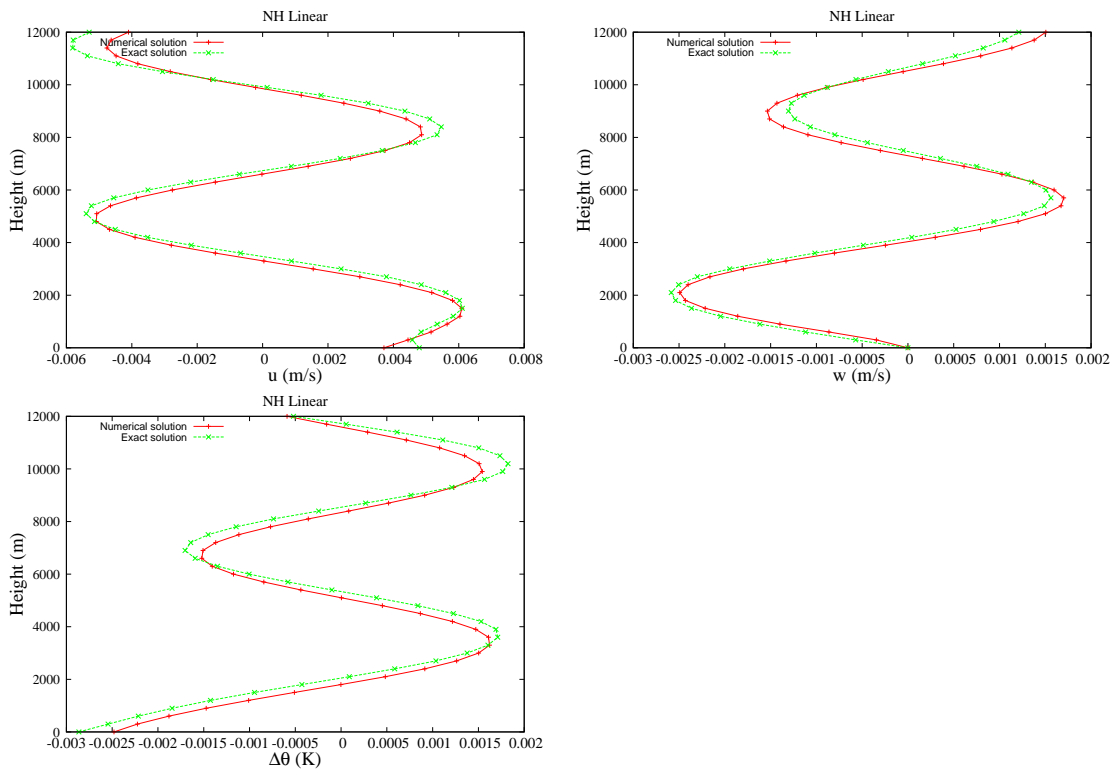 NH Linear
12000
10000
8000
6000
4000
2000
0
Height (m)
Numerical solution
Exact solution
-0.006 -0.004 -0.002 0 0.002 0.004 0.006 0.008
u (m/s)
NH Linear
12000
10000
8000
6000
4000
2000
0
Height (m)
Numerical solution
Exact solution
-0.003 -0.0025 -0.002 -0.0015 -0.001 -0.0005 0 0.0005 0.001 0.0015 0.002
w (m/s)
NH Linear
12000
10000
8000
6000
4000
2000
0
Height (m)
Numerical solution
Exact solution
-0.003 -0.0025 -0.002 -0.0015 -0.001 -0.0005 0 0.0005 0.001 0.0015 0.002
Δθ (K)